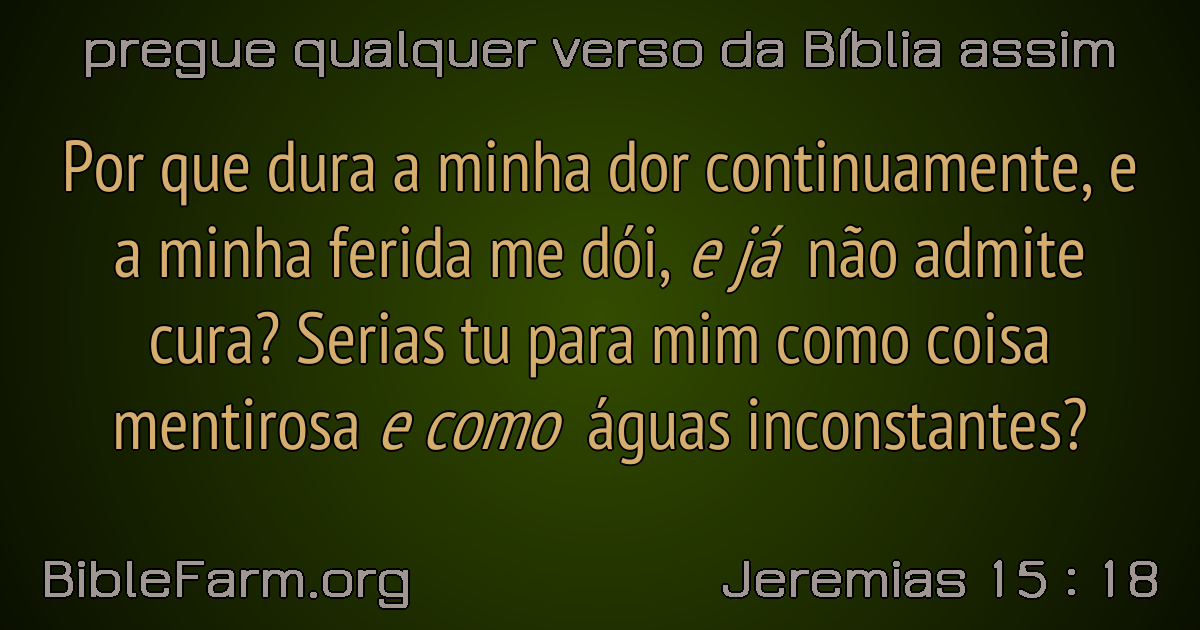 pregue qualquer verso da Bíblia assim
Por que dura a minha dor continuamente, e
a minha ferida me dói, e já não admite
cura? Serias tu para mim como coisa
mentirosa e como águas inconstantes?
BibleFarm.org
Jeremias 15 : 18